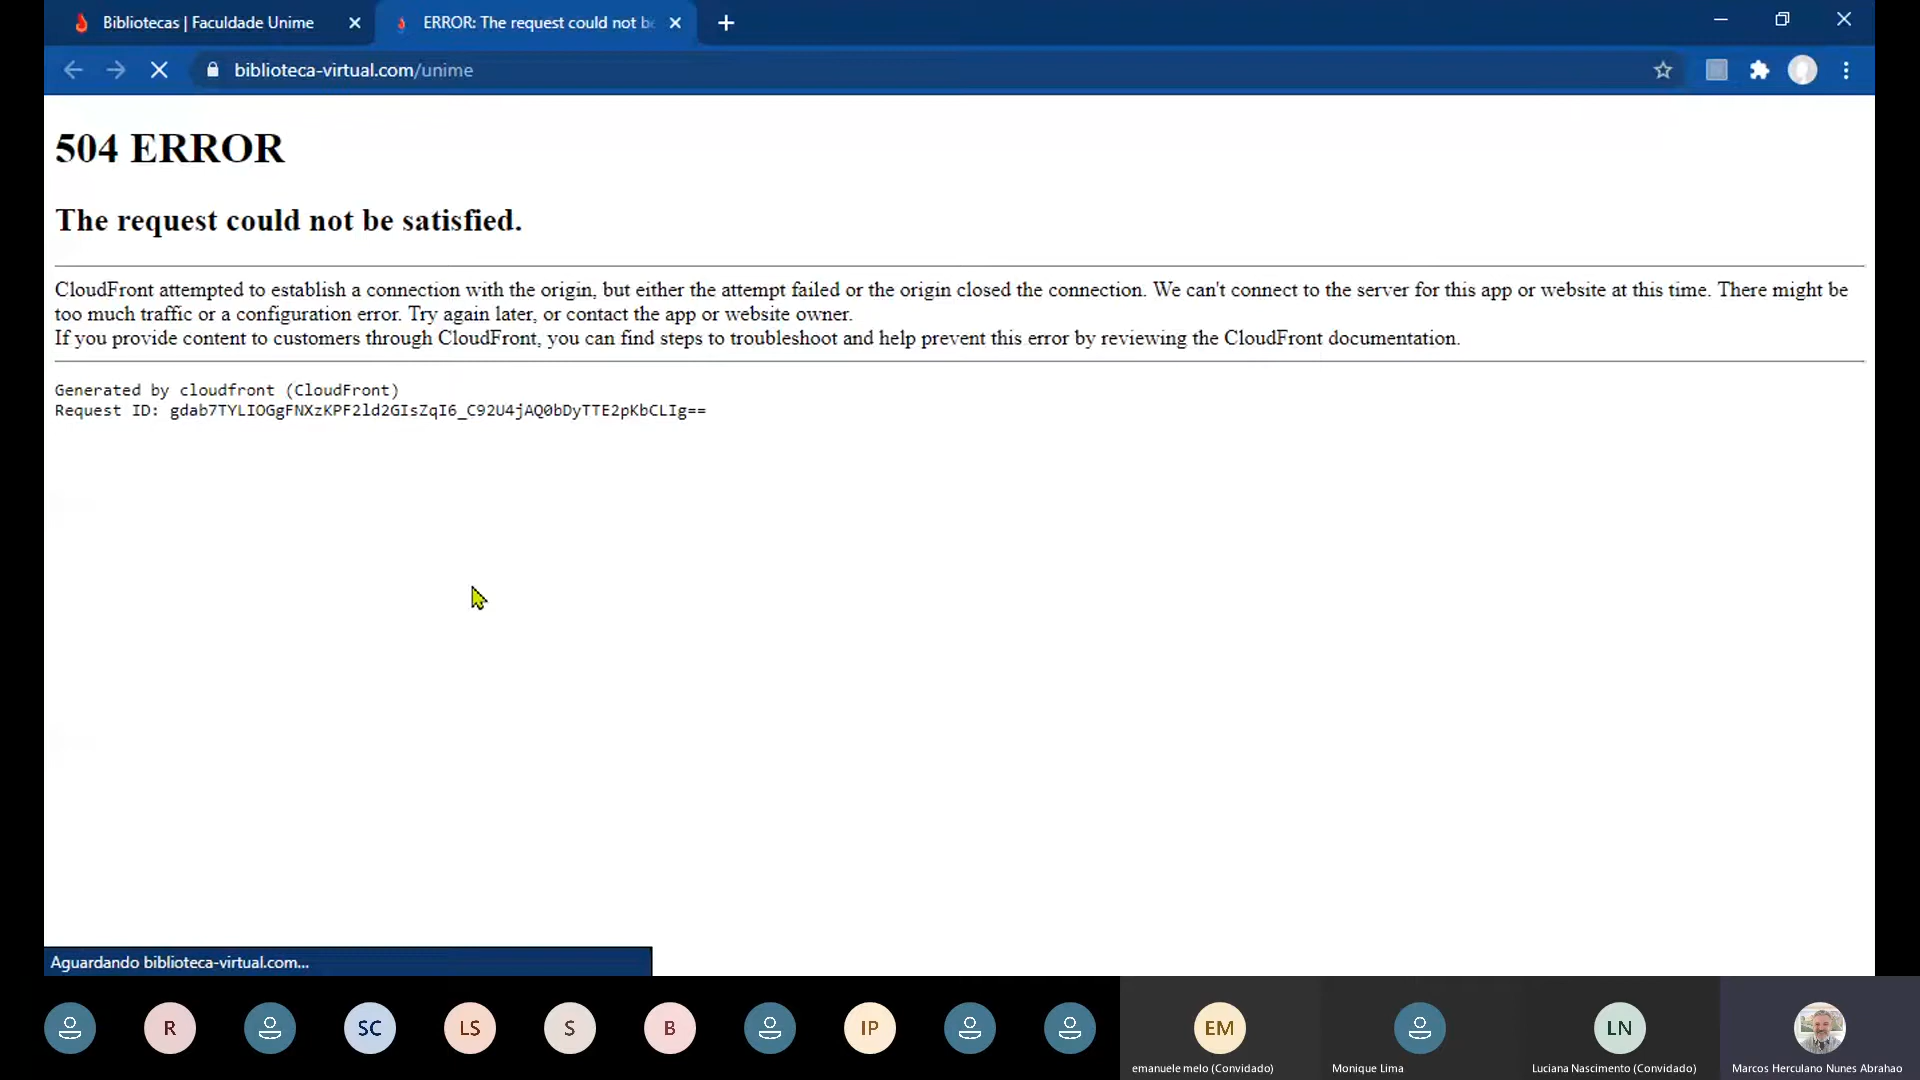 Bibliotecas | Faculdade Unime
ERROR: The request could not be
biblioteca-virtual.com/unime
504 ERROR
The request could not be satisfied.
CloudFront attempted to establish a connection with the origin, but either the attempt failed or the origin closed the connection. We can't connect to the server for this app or website at this time. There might be
too much traffic or a configuration error. Try again later, or contact the app or website owner.
If you provide content to customers through CloudFront, you can find steps to troubleshoot and help prevent this error by reviewing the CloudFront documentation.
Generated by cloudfront (CloudFront)
Request ID: gdab7TYLIOGgFNXzKPF2ld2GIsZqI6_C92U4jAQ0bDyTTE2pKbCLIg==
Aguardando biblioteca-virtual.com...
R SC LS S B IP EM LN
emanuele melo (Convidado) Monique Lima Luciana Nascimento (Convidado) Marcos Herculano Nunes Abrahao